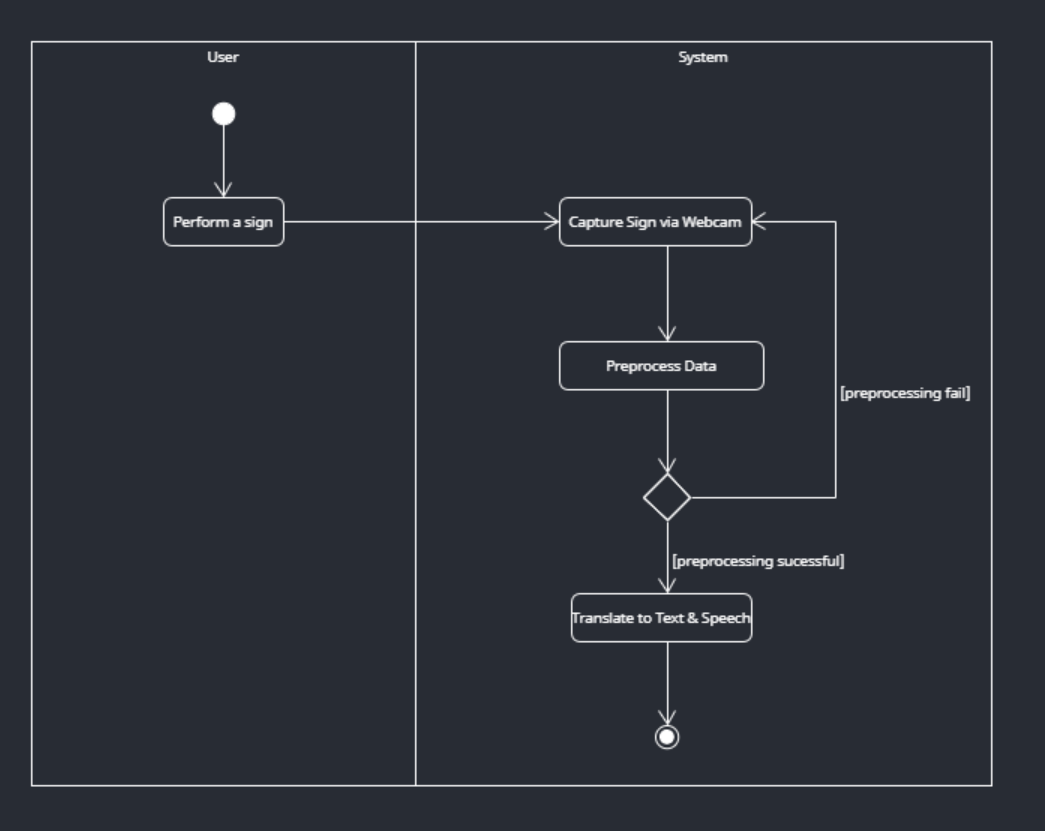 User
System
Perform a sign
Capture Sign via Webcam
Preprocess Data
[preprocessing fail]
[preprocessing sucessful]
Translate to Text & Speech